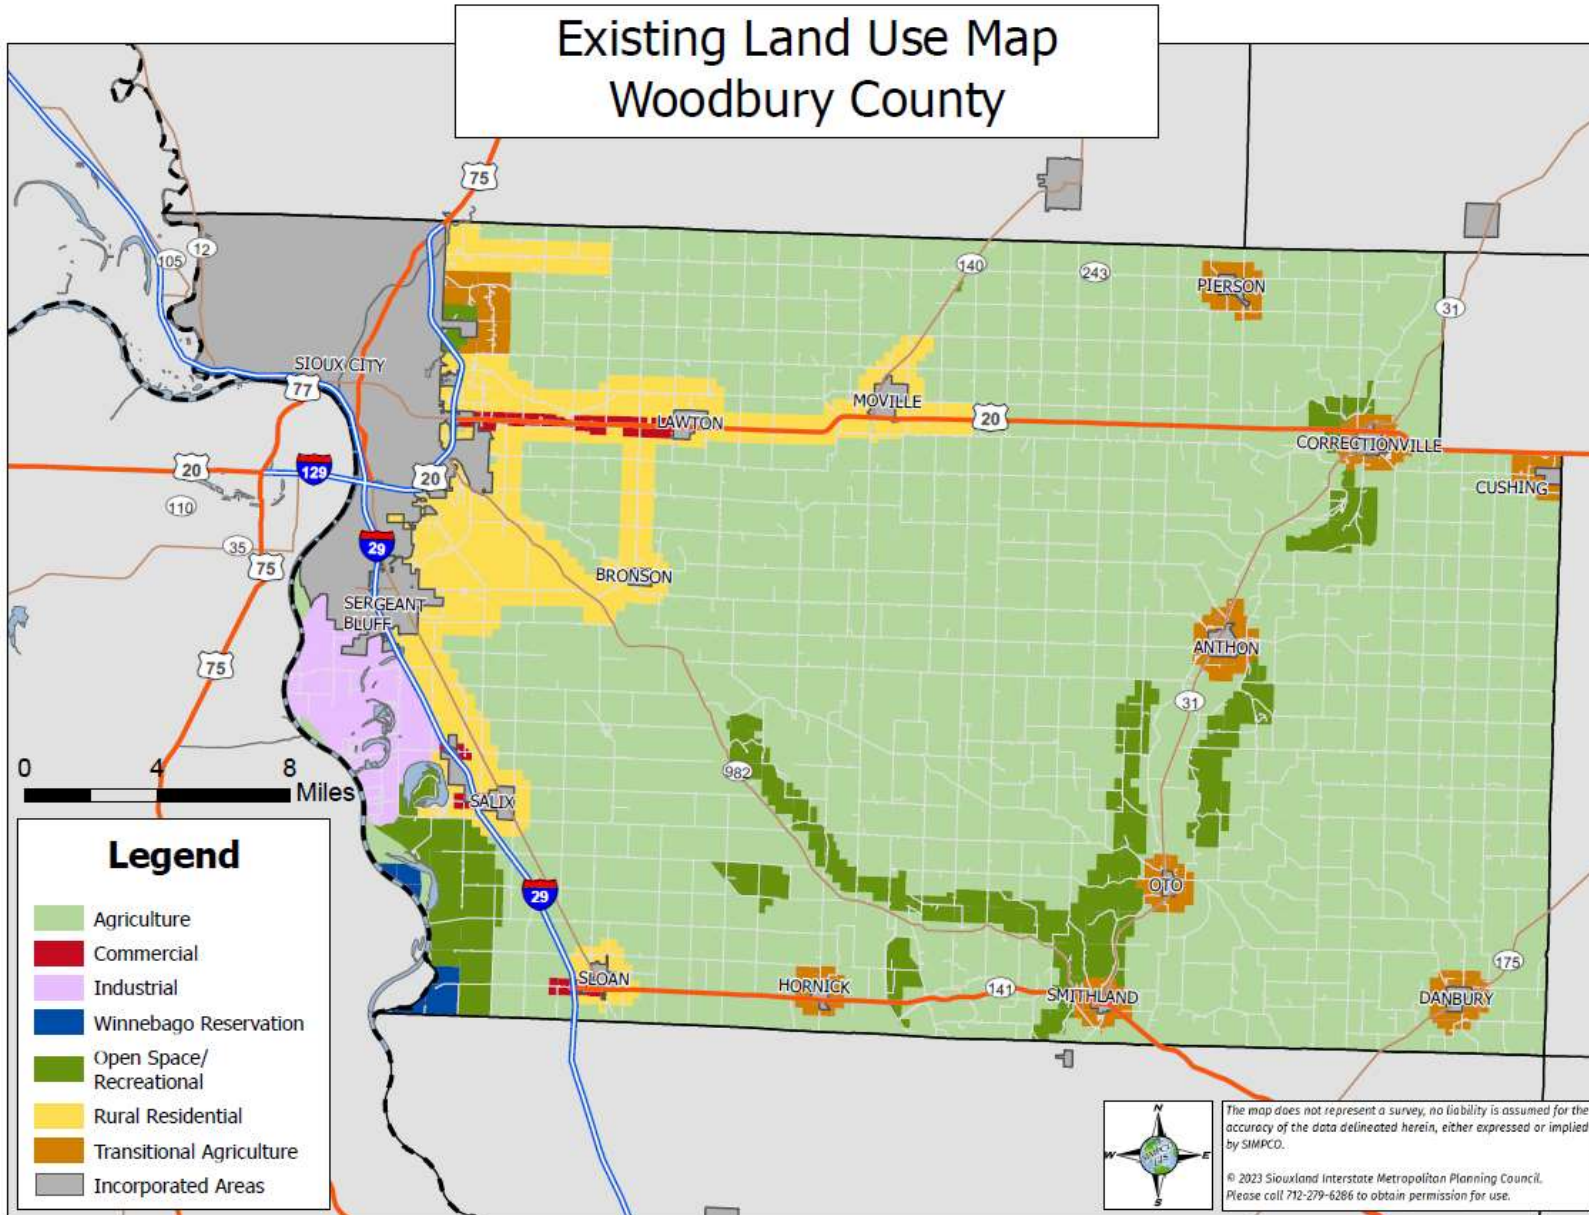 Existing Land Use Map
Woodbury County
75
12
105
140
243
PIERSON
31
SIOUX CITY
77
MOVILLE
LAWTON
20
CORRECTIONVILLE
20
129
20
CUSHING
110
29
35
75
BRONSON
SERGEANT
BLUFF
ANTHON
75
31
982
0 4 8
Miles
SALIX
Legend
OTO
29
Agriculture
Commercial
Industrial
Winnebago Reservation
Open Space/
Recreational
Rural Residential
Transitional Agriculture
Incorporated Areas
175
SLOAN
HORNICK
141
SMITHLAND
DANBURY
N
W E
S
SIMPCO
GIS
The map does not represent a survey, no liability is assumed for the
accuracy of the data delineated herein, either expressed or implied
by SIMPCO.
© 2023 Siouxland Interstate Metropolitan Planning Council.
Please call 712-279-6286 to obtain permission for use.